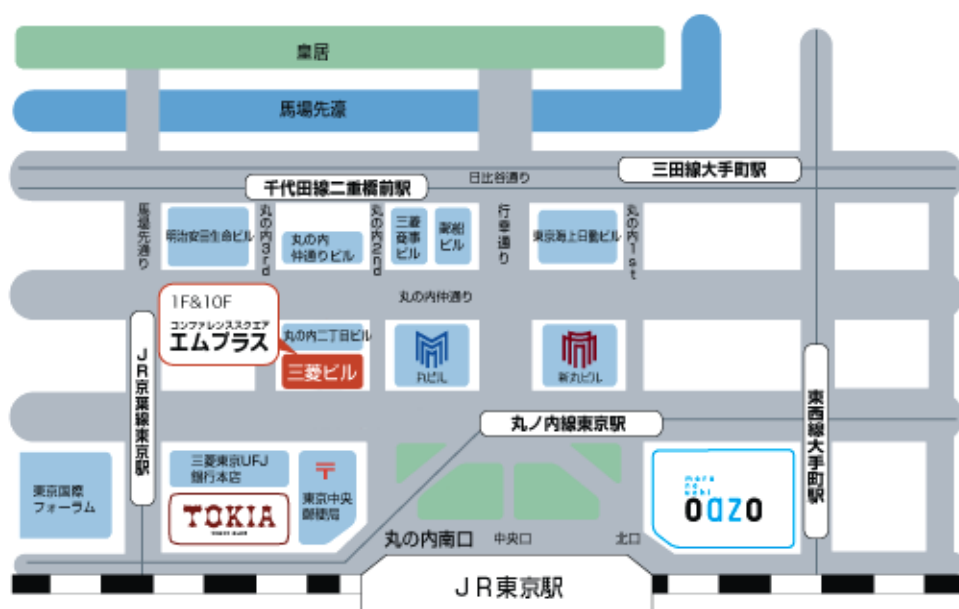 皇居
馬場先濠
三田線大手町駅
日比谷通り
千代田線二重橋前駅
馬場先通り
明治安田生命ビル
丸の内3rd
丸の内
仲通りビル
丸の内2nd
三菱
商事
ビル
郵船
ビル
行幸通り
東京海上日動ビル
丸の内1st
丸の内仲通り
1F&10F
コンファレンススクエア
エムプラス
丸の内二丁目ビル
三菱ビル
丸ビル
新丸ビル
JR京葉線東京駅
丸ノ内線東京駅
東西線大手町駅
東京国際
フォーラム
三菱東京UFJ
銀行本店
TOKIA
東京中央
郵便局
maru
no
uchi
oazo
丸の内南口
中央口
北口
JR東京駅